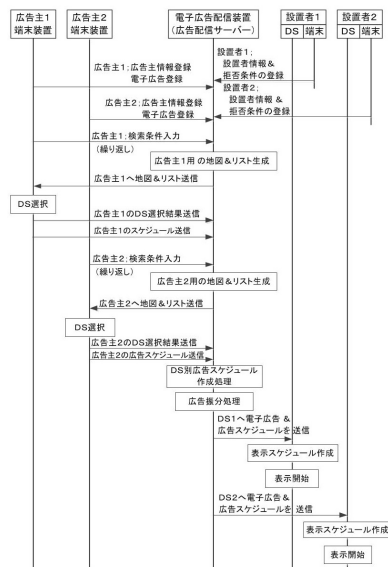 広告主1
端末装置
広告主2
端末装置
電子広告配信装置
(広告配信サーバー)
設置者1
DS 端末
設置者2
DS 端末
設置者1;
設置者情報&
拒否条件の登録
広告主1;広告主情報登録
電子広告登録
設置者2;
設置者情報 &
拒否条件の登録
広告主2;広告主情報登録
電子広告登録
広告主1;検索条件入力
(繰り返し)
広告主1用 の地図&リスト生成
広告主1へ地図&リスト送信
DS選択
広告主1のDS選択結果送信
広告主1のスケジュール送信
広告主2;検索条件入力
(繰り返し)
広告主2用の地図&リスト生成
広告主2へ地図&リスト送信
DS選択
広告主2のDS選択結果送信
広告主2の広告スケジュール送信
DS別広告スケジュール
作成処理
広告振分処理
DS1へ電子広告 &
広告スケジュールを 送信
表示スケジュール作成
表示開始
DS2へ電子広告&
広告スケジュールを 送信
表示スケジュール作成
表示開始